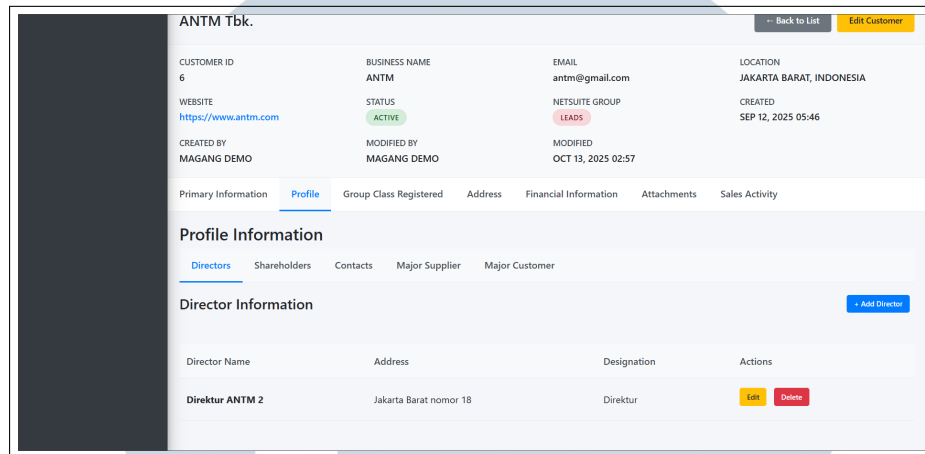 ANTM Tbk.
← Back to List
Edit Customer
CUSTOMER ID
BUSINESS NAME
EMAIL
LOCATION
6
ANTM
antm@gmail.com
JAKARTA BARAT, INDONESIA
WEBSITE
STATUS
NETSUITE GROUP
CREATED
https://www.antm.com
ACTIVE
LEADS
SEP 12, 2025 05:46
CREATED BY
MODIFIED BY
MODIFIED
MAGANG DEMO
MAGANG DEMO
OCT 13, 2025 02:57
Primary Information
Profile
Group Class Registered
Address
Financial Information
Attachments
Sales Activity
Profile Information
Directors
Shareholders
Contacts
Major Supplier
Major Customer
Director Information
+ Add Director
Director Name
Address
Designation
Actions
Direktur ANTM 2
Jakarta Barat nomor 18
Direktur
Edit
Delete